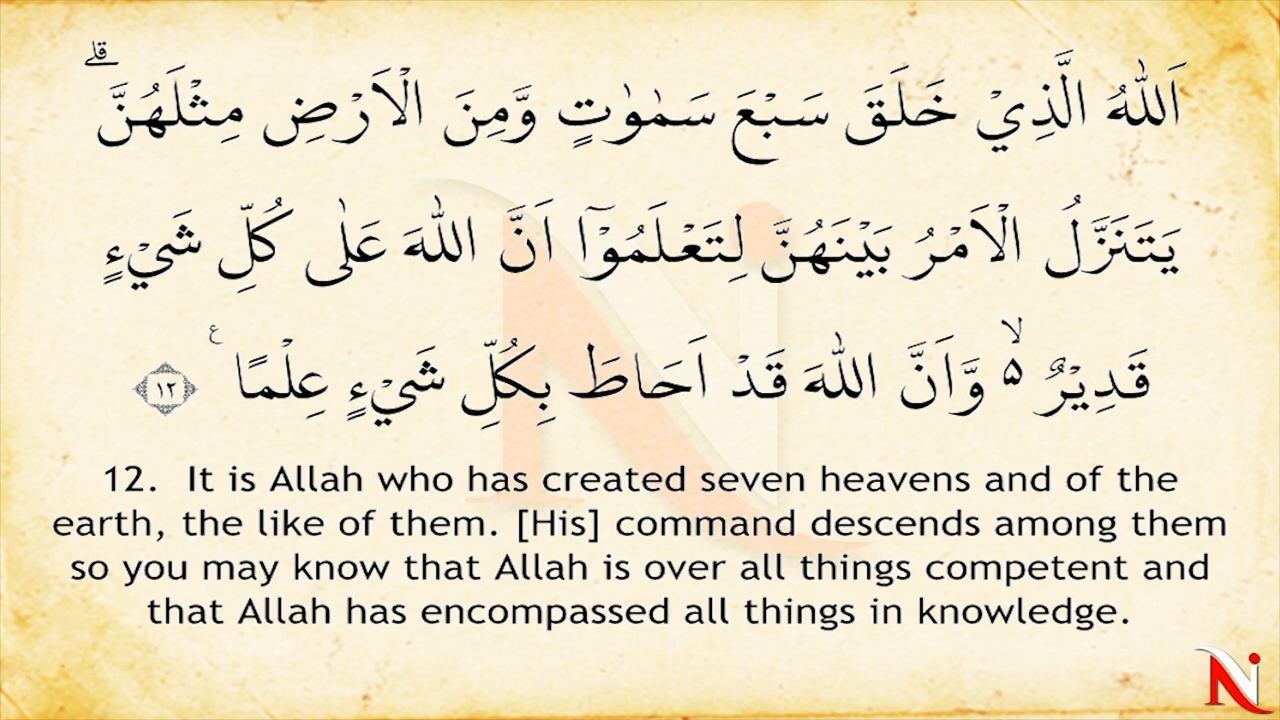 اَللّٰهُ الَّذِيْ خَلَقَ سَبْعَ سَمٰوٰتٍ وَّمِنَ الْاَرْضِ مِثْلَهُنَّ ۗ
يَتَنَزَّلُ الْاَمْرُ بَيْنَهُنَّ لِتَعْلَمُوْٓا اَنَّ اللّٰهَ عَلٰى كُلِّ شَيْءٍ
قَدِيْرٌ ۙ۵ وَّاَنَّ اللّٰهَ قَدْ اَحَاطَ بِكُلِّ شَيْءٍ عِلْمًا ع ١٢
12. It is Allah who has created seven heavens and of the
earth, the like of them. [His] command descends among them
so you may know that Allah is over all things competent and
that Allah has encompassed all things in knowledge.